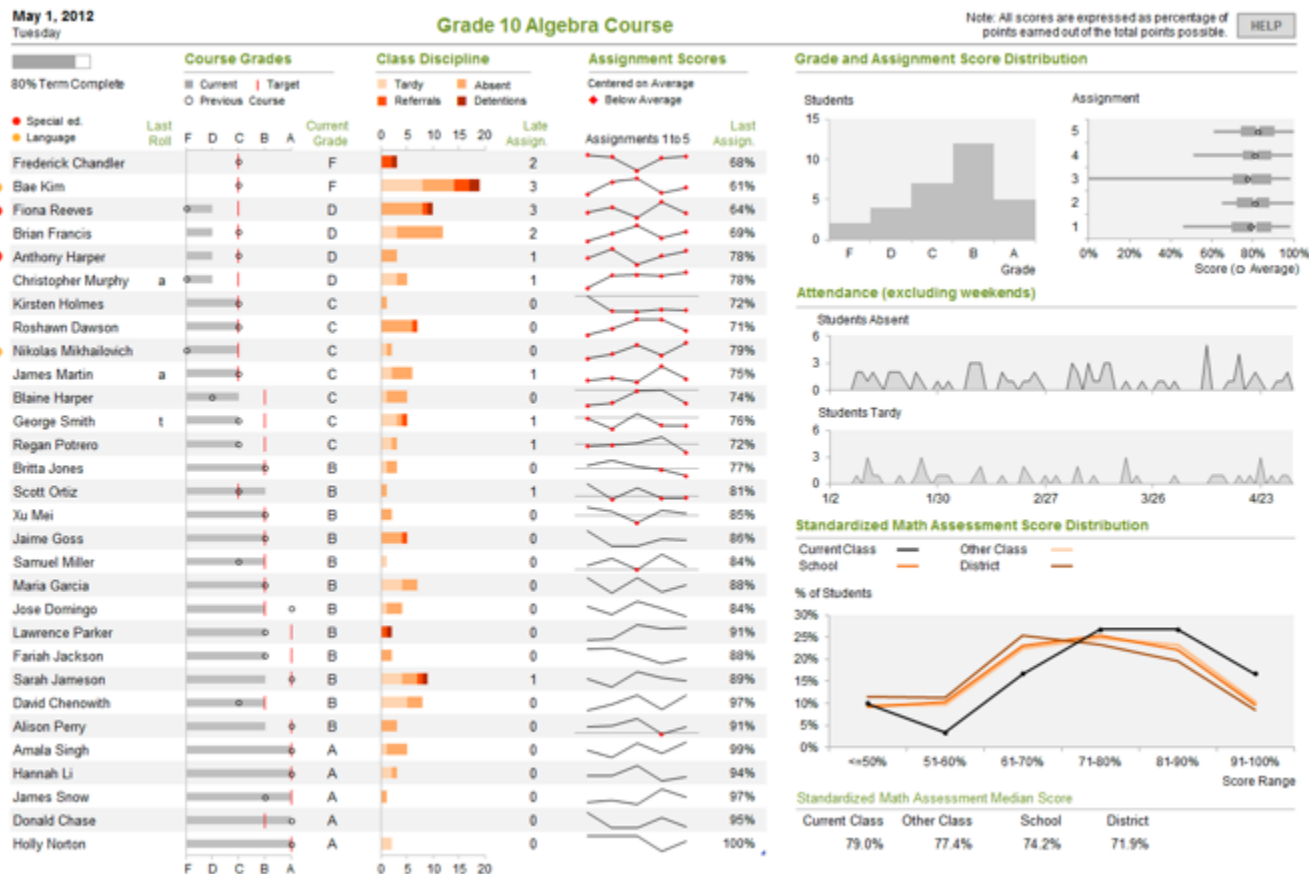 May 1, 2012
Tuesday
Grade 10 Algebra Course
Note: All scores are expressed as percentage of
points earned out of the total points possible.
HELP
80% Term Complete
Special ed.
Language
Last
Roll
Course Grades
Current Target
Previous Course
F D C B A
Current
Grade
Class Discipline
Tardy Absent
Referrals Detentions
0 5 10 15 20
Late
Assign.
Assignment Scores
Centered on Average
Below Average
Assignments 1 to 5
Last
Assign.
Frederick Chandler F 2 68%
Bae Kim F 3 61%
Fiona Reeves D 3 64%
Brian Francis D 2 69%
Anthony Harper D 1 78%
Christopher Murphy a D 1 78%
Kirsten Holmes C 0 72%
Roshawn Dawson C 0 71%
Nikolas Mikhailovich C 0 79%
James Martin a C 1 75%
Blaine Harper C 0 74%
George Smith t C 1 76%
Regan Potrero C 1 72%
Britta Jones B 0 77%
Scott Ortiz B 1 81%
Xu Mei B 0 85%
Jaime Goss B 0 86%
Samuel Miller B 0 84%
Maria Garcia B 0 88%
Jose Domingo B 0 84%
Lawrence Parker B 0 91%
Fariah Jackson B 0 88%
Sarah Jameson B 1 89%
David Chenowith B 0 97%
Alison Perry B 0 91%
Amala Singh A 0 99%
Hannah Li A 0 94%
James Snow A 0 97%
Donald Chase A 0 95%
Holly Norton A 0 100%
F D C B A
0 5 10 15 20
Grade and Assignment Score Distribution
Students
15
10
5
0
F D C B A
Grade
Assignment
5
4
3
2
1
0% 20% 40% 60% 80% 100%
Score (o Average)
Attendance (excluding weekends)
Students Absent
6
3
0
Students Tardy
6
3
0
1/2 1/30 2/27 3/26 4/23
Standardized Math Assessment Score Distribution
Current Class Other Class
School District
% of Students
30%
25%
20%
15%
10%
5%
0%
<=50% 51-60% 61-70% 71-80% 81-90% 91-100%
Score Range
Standardized Math Assessment Median Score
Current Class Other Class School District
79.0% 77.4% 74.2% 71.9%